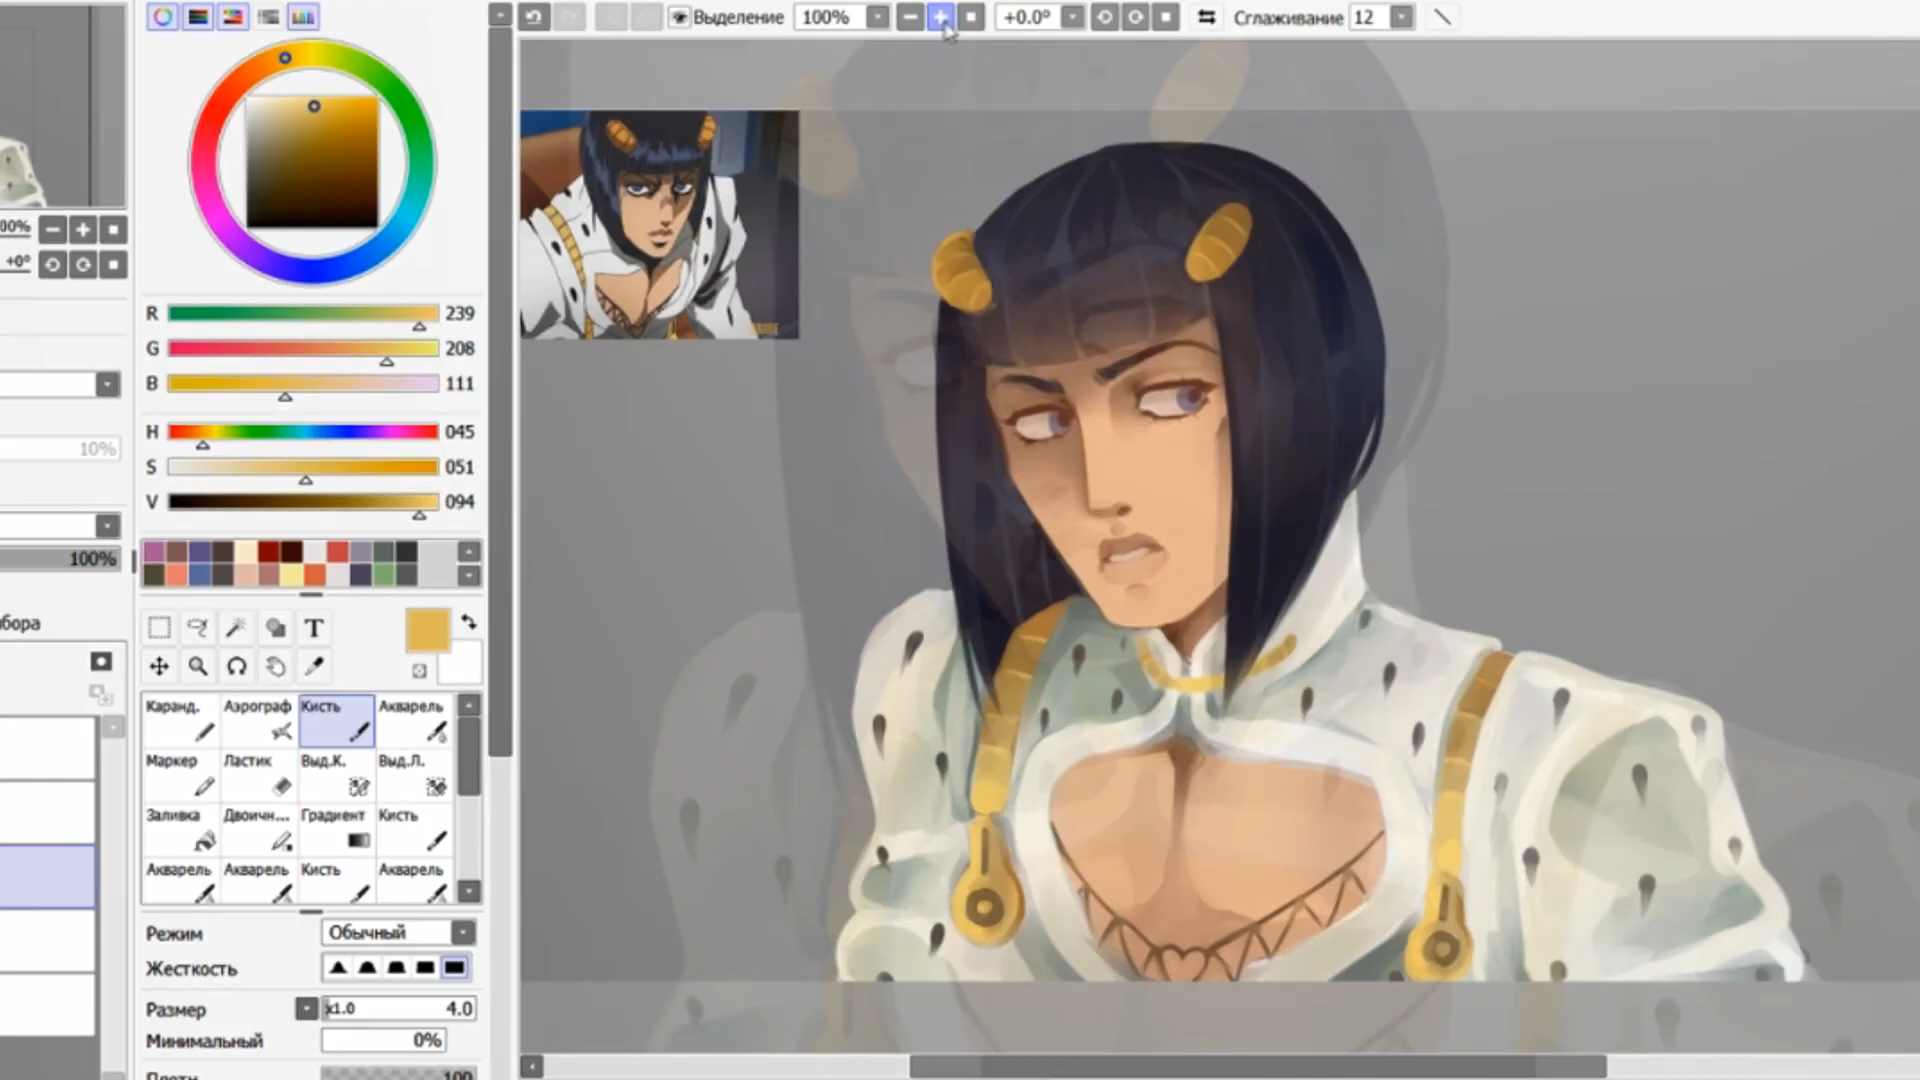 Выделение 100% +0.0° Сглаживание 12
00%
+0°
R 239
G 208
B 111
H 045
S 051
V 094
10%
100%
бора
T
Каранд. Аэрограф Кисть Акварель
Маркер Ластик Выд.К. Выд.Л.
Заливка Двоичн... Градиент Кисть
Акварель Акварель Кисть Акварель
Режим Обычный
Жесткость
Размер x1.0 4.0
Минимальный 0%
100